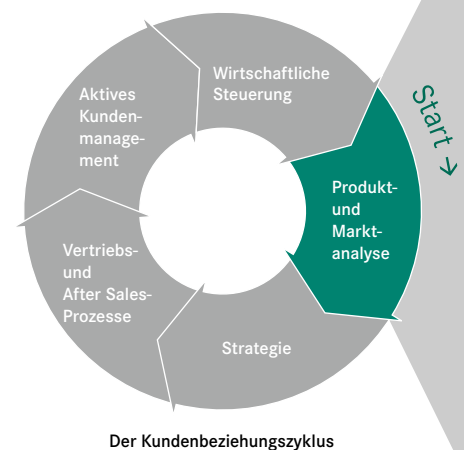 Start →
Wirtschaftliche
Steuerung
Aktives
Kunden-
manage-
ment
Produkt-
und
Markt-
analyse
Vertriebs-
und
After Sales-
Prozesse
Strategie
Der Kundenbeziehungszyklus